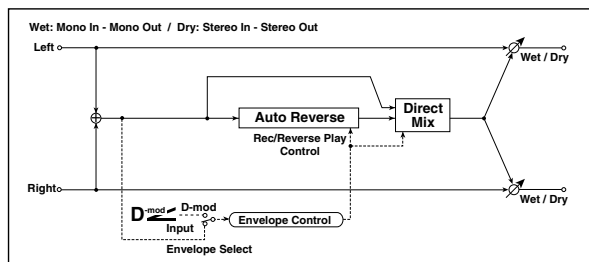 Wet: Mono In - Mono Out / Dry: Stereo In - Stereo Out
Left
Wet / Dry
Auto Reverse
Direct
Mix
Rec/Reverse Play
Control
Right
Wet / Dry
D-mod
D-mod
Input
Envelope Control
Envelope Select